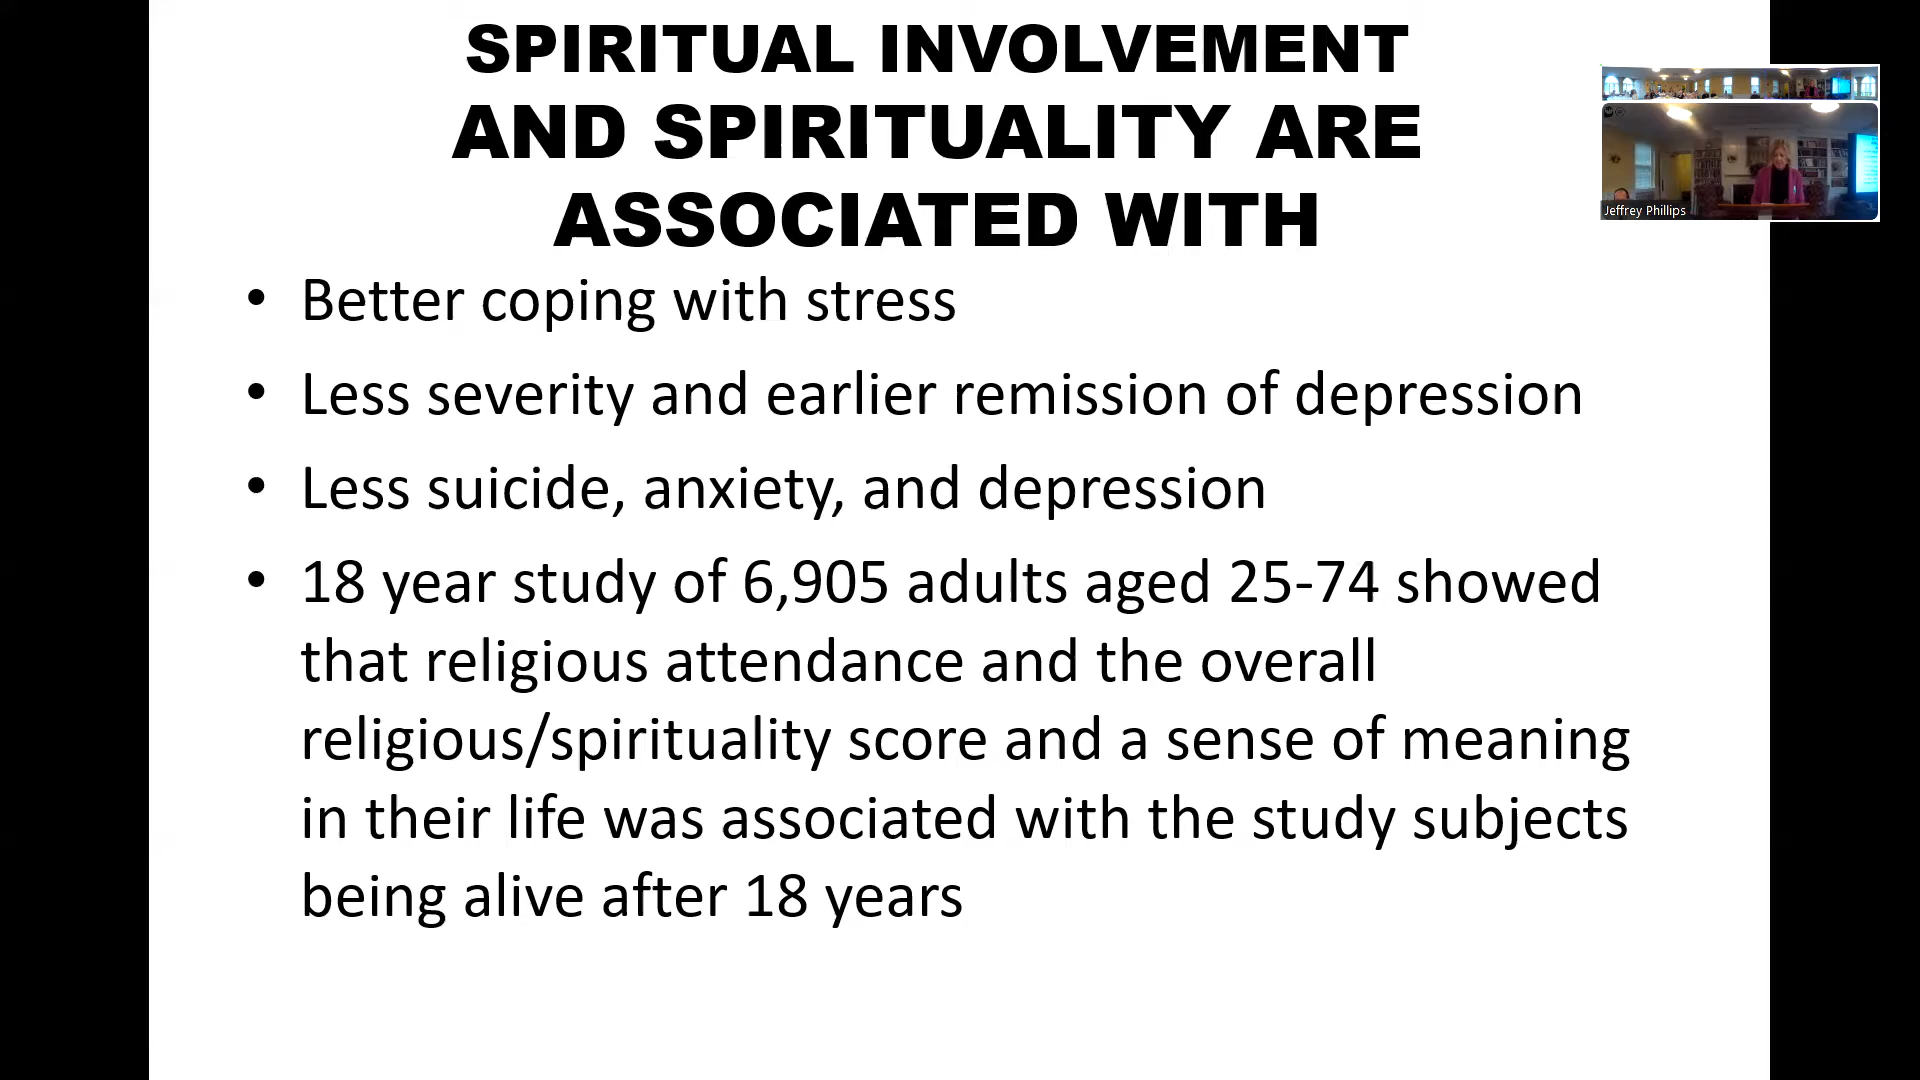 SPIRITUAL INVOLVEMENT
AND SPIRITUALITY ARE
ASSOCIATED WITH
• Better coping with stress
• Less severity and earlier remission of depression
• Less suicide, anxiety, and depression
• 18 year study of 6,905 adults aged 25-74 showed
that religious attendance and the overall
religious/spirituality score and a sense of meaning
in their life was associated with the study subjects
being alive after 18 years
Jeffrey Phillips